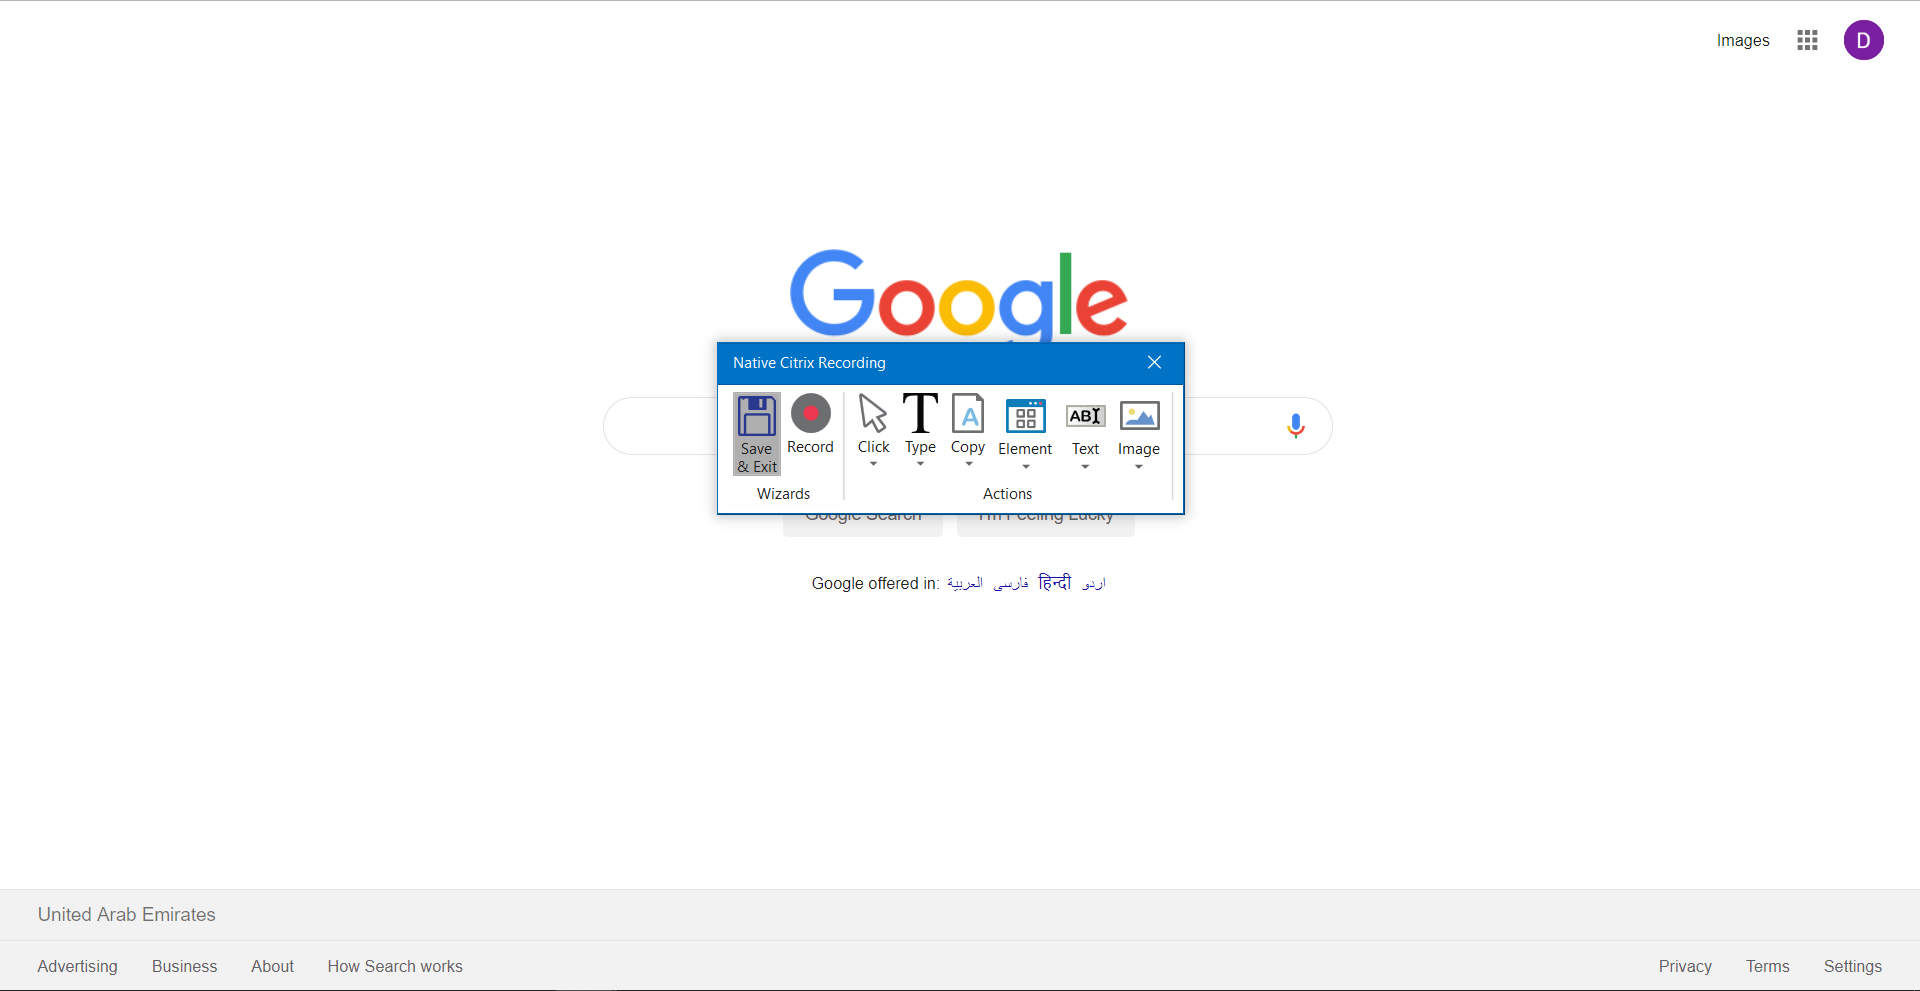 Images
D
Google
Native Citrix Recording
Save
& Exit
Record
Click
Type
Copy
Element
Text
Image
A
ABI
Wizards
Actions
Google Search
I'm Feeling Lucky
Google offered in: العربية فارسی हिन्दी اردو
United Arab Emirates
Advertising Business About How Search works
Privacy Terms Settings